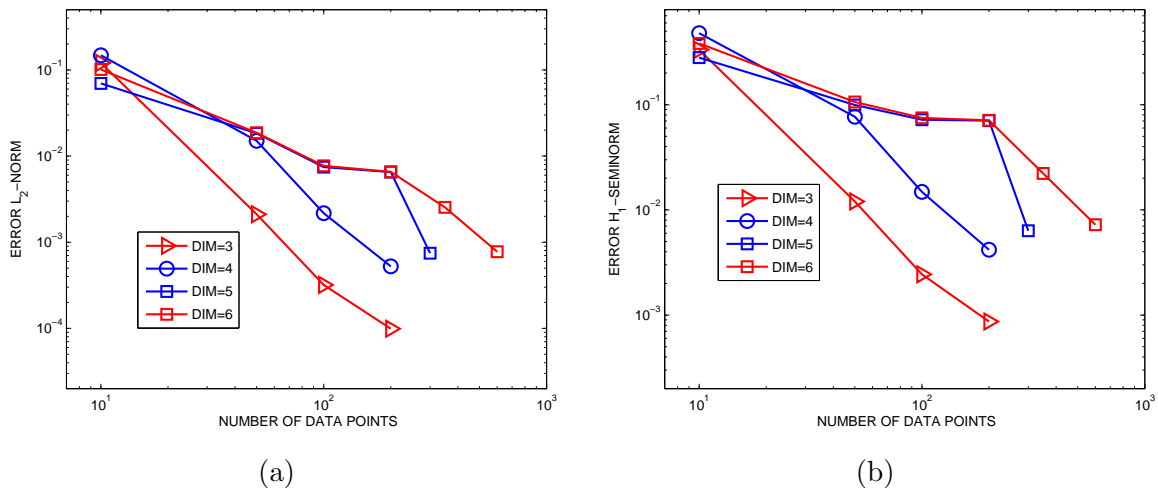 10^-1
10^-2
10^-3
10^-4
10^1
10^2
10^3
ERROR L_2-NORM
NUMBER OF DATA POINTS
DIM=3
DIM=4
DIM=5
DIM=6
(a)
10^-1
10^-2
10^-3
10^1
10^2
10^3
ERROR H_1-SEMINORM
NUMBER OF DATA POINTS
DIM=3
DIM=4
DIM=5
DIM=6
(b)